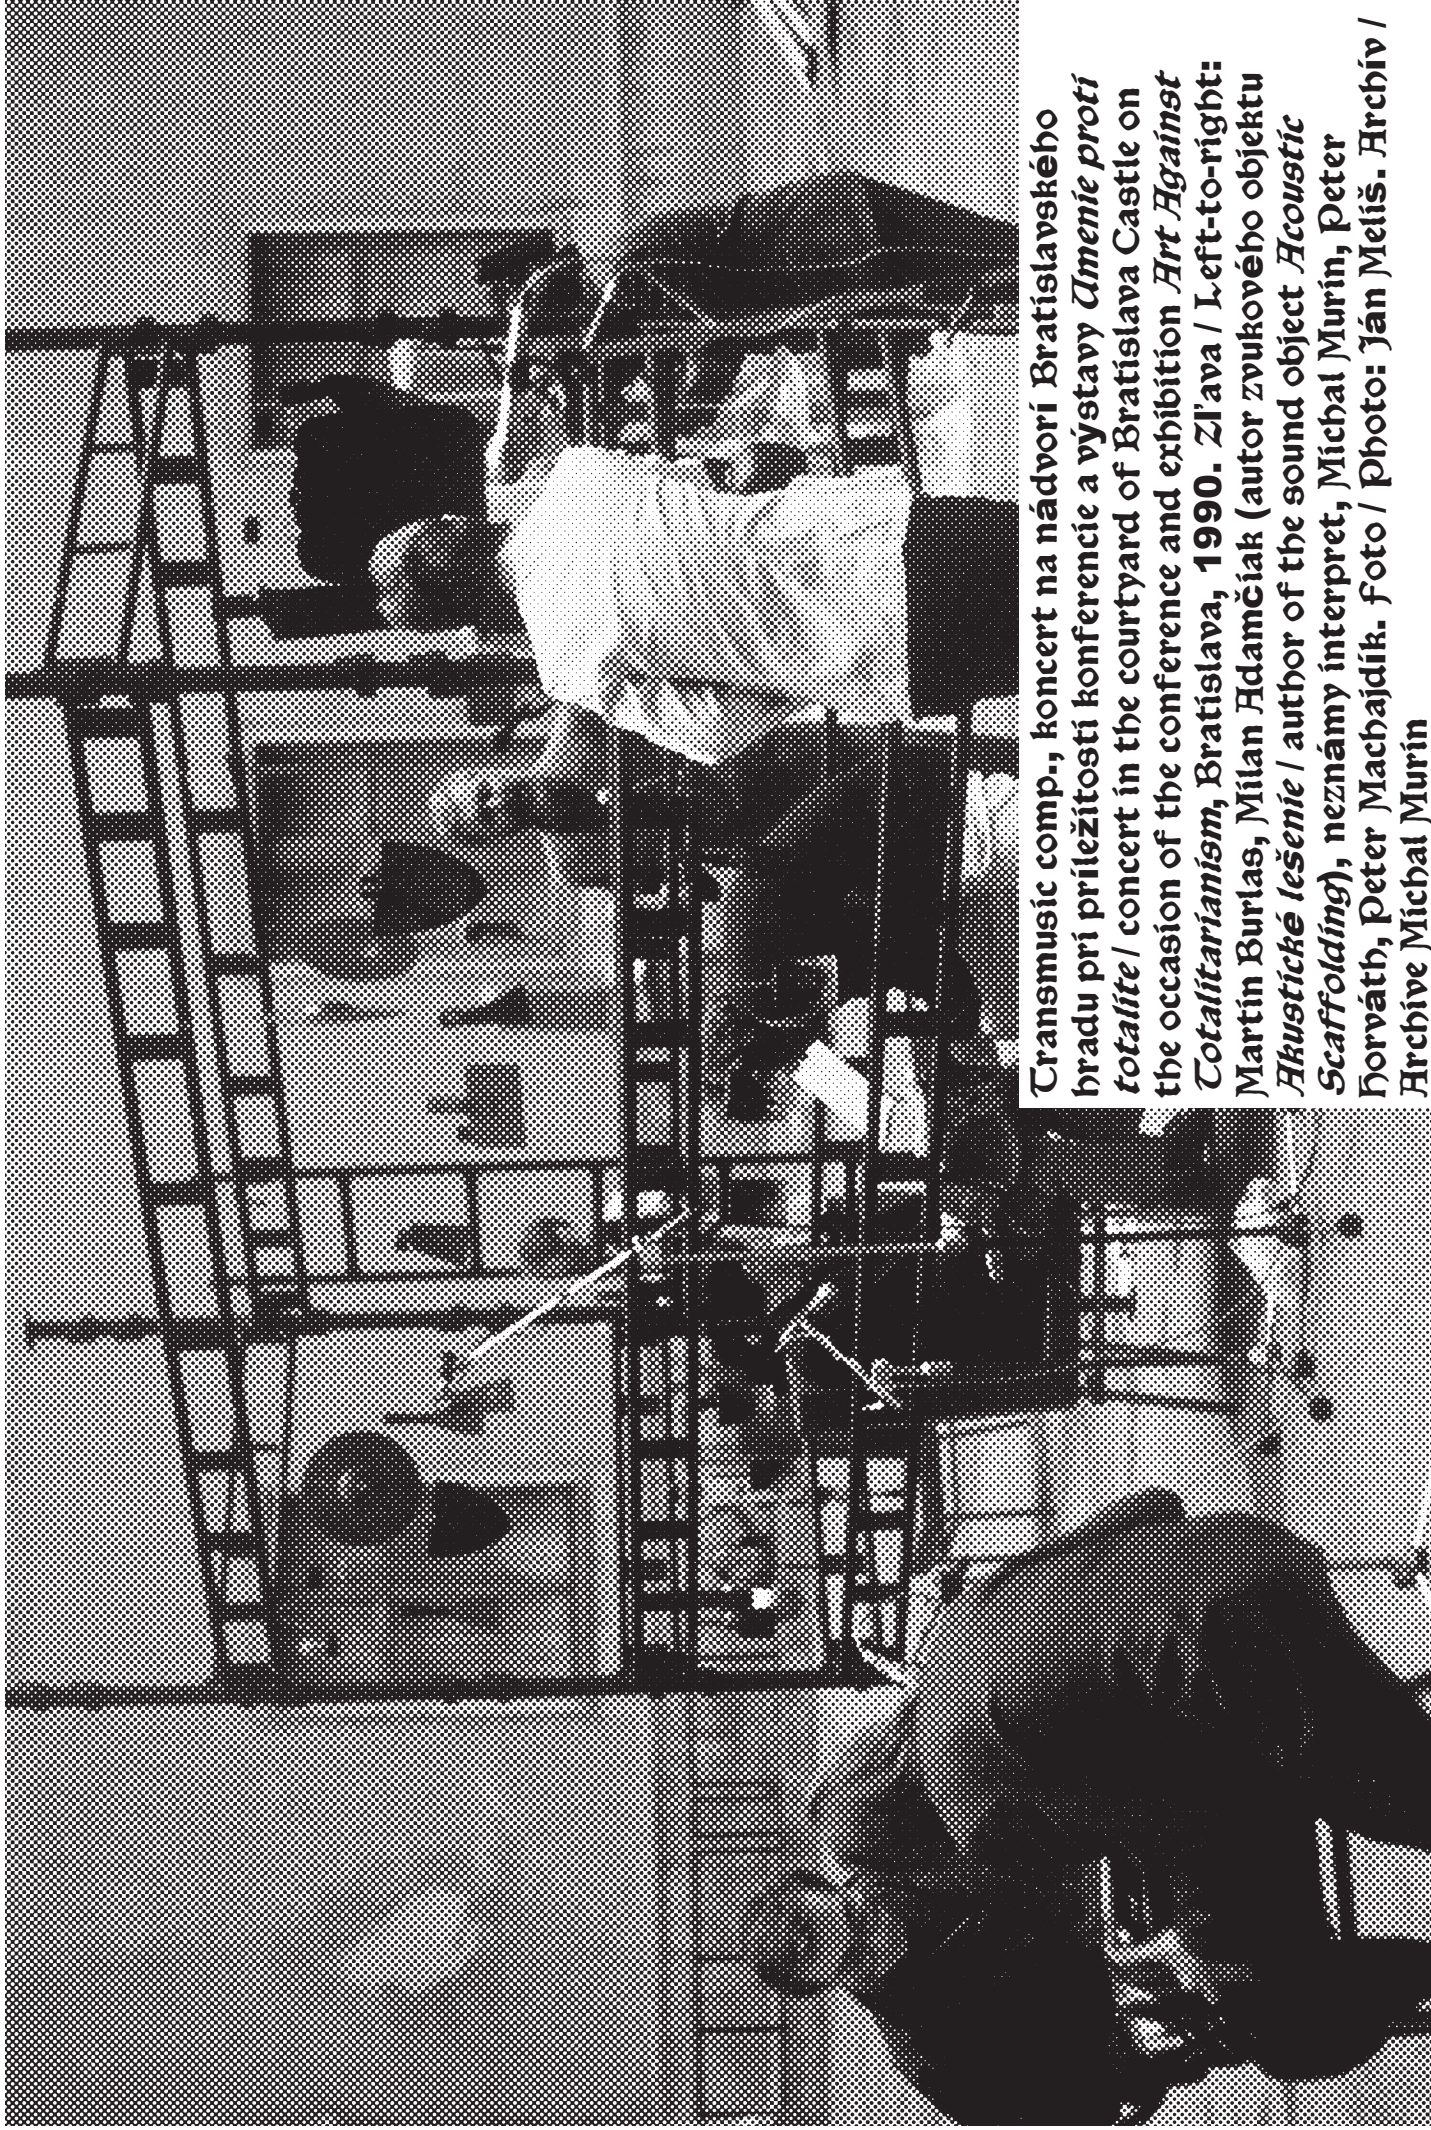 Transmusic comp., koncert na nádvorí Bratislavského
hradu pri príležitosti konferencie a výstavy Umenie proti
totalite / concert in the courtyard of Bratislava Castle on
the occasion of the conference and exhibition Art Against
Totalitarianism, Bratislava, 1990. Zľava / Left-to-right:
Martin Burlas, Milan Adamčiak (autor zvukového objektu
Akustické lešenie / author of the sound object Acoustic
Scaffolding), neznámy interpret, Michal Murin, Peter
Horváth, Peter Machajdík. Foto / Photo: Ján Meliš. Archív /
Archive Michal Murin